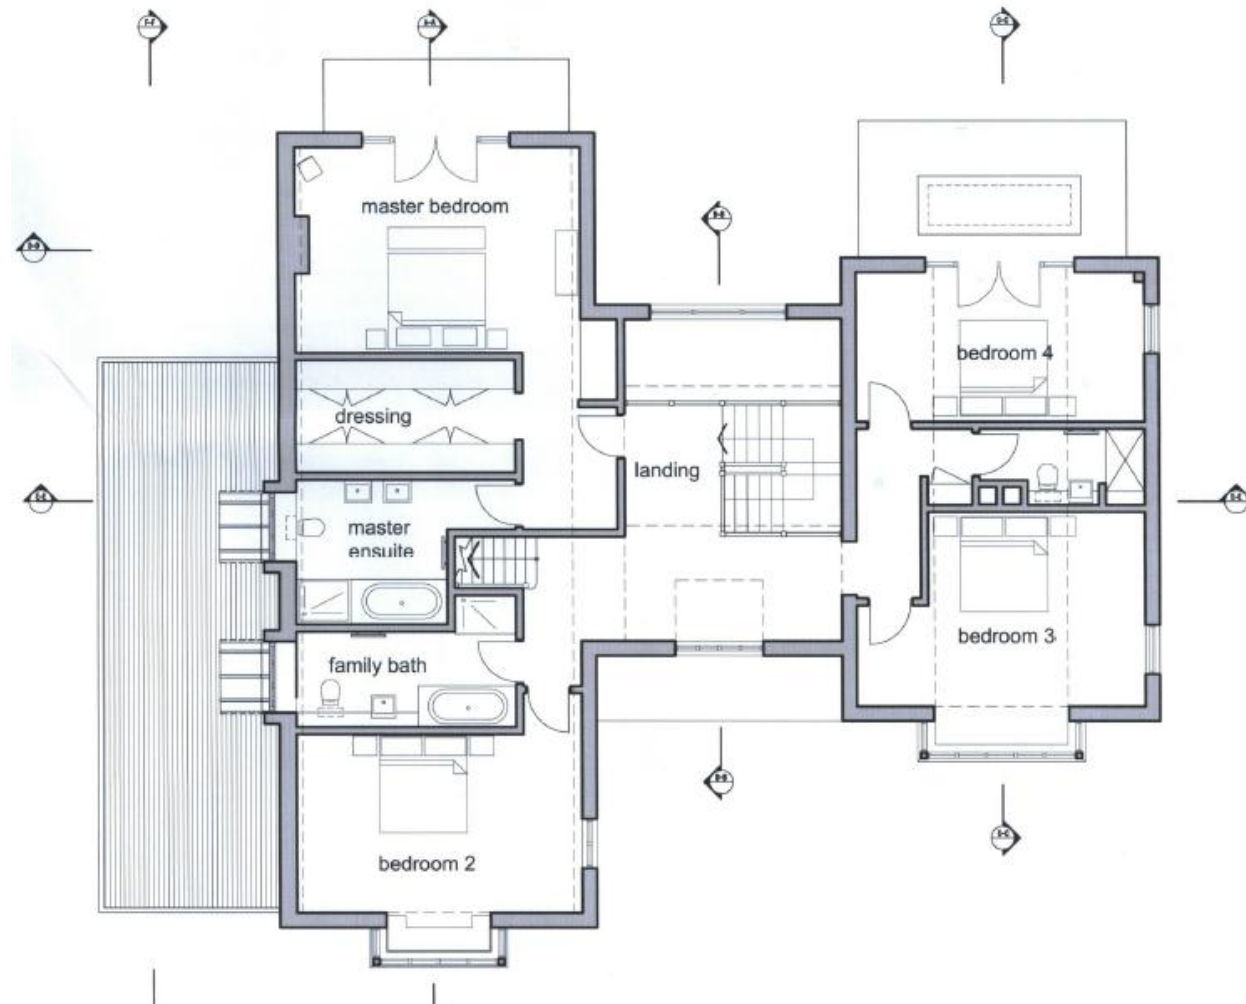 master bedroom
bedroom 4
dressing
landing
master
ensuite
bedroom 3
family bath
bedroom 2